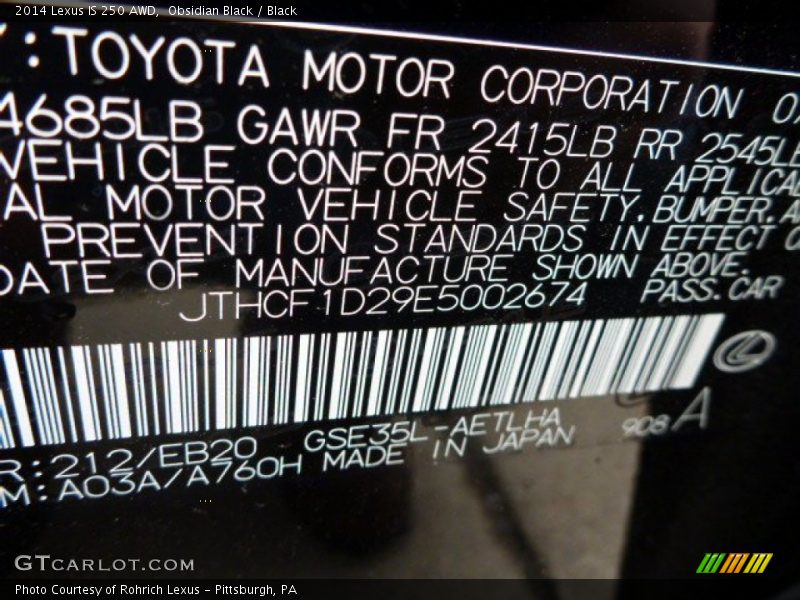 2014 Lexus IS 250 AWD,  Obsidian Black / Black
: TOYOTA MOTOR CORPORATION
4685LB GAWR FR 2415LB RR 2545LB
VEHICLE CONFORMS TO ALL
AL MOTOR VEHICLE SAFETY. BUMPER.
PREVENTION STANDARDS IN EFFECT
DATE OF MANUFACTURE SHOWN ABOVE.
JTHCF1D29E5002674 PASS. CAR
R: 212/EB20 GSE35L-AETLHA 908 A
M: A03A/A760H MADE IN JAPAN
GTCARLOT.COM
Photo Courtesy of Rohrich Lexus - Pittsburgh, PA